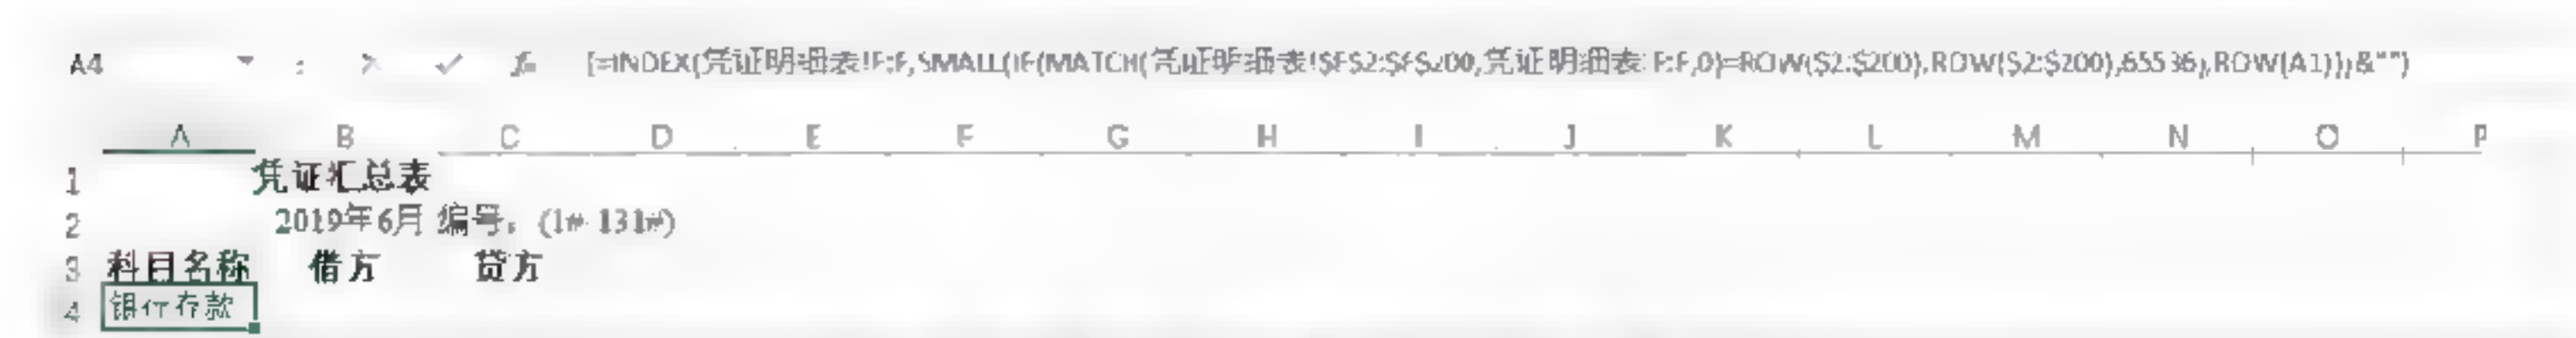 A4 fx {=INDEX(凭证明细表!F:F,SMALL(IF(MATCH(凭证明细表!$F$2:$F$200,凭证明细表!F:F,0)=ROW($2:$200),ROW($2:$200),65536),ROW(A1)))&""}
A B C D E F G H I J K L M N O P
1 凭证汇总表
2 2019年6月 编号：(1#-131#)
3 科目名称 借方 贷方
4 银行存款